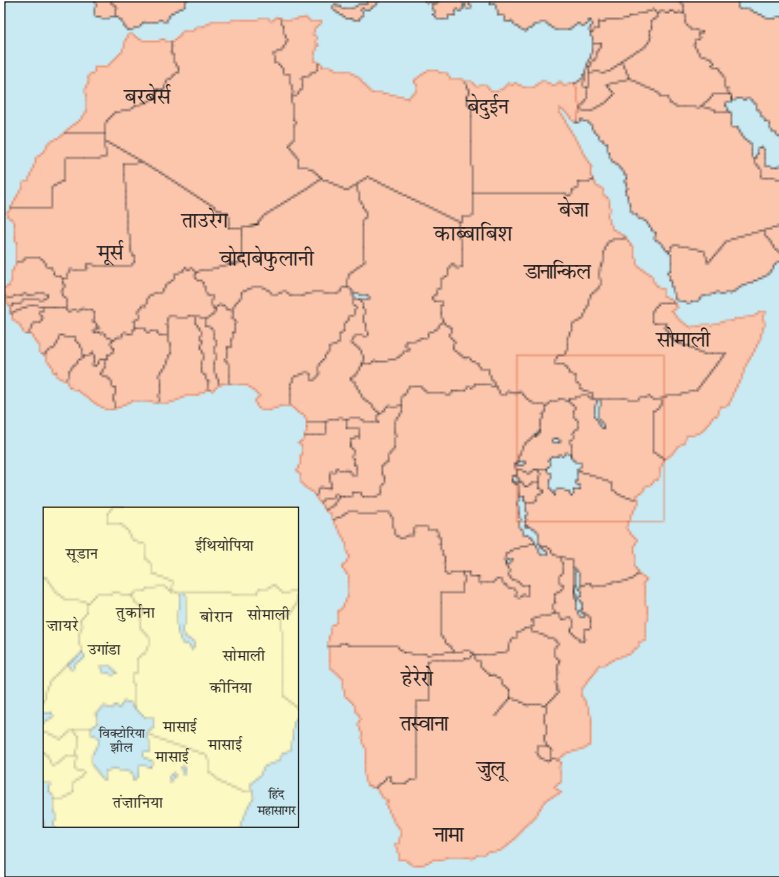 बरबेर्स
बेदुईन
ताउरेग
बेजा
मूर्स
वोदाबेफुलानी
काब्बाबिश
डानान्किल
सोमाली
हेरेरो
तस्वाना
ज़ुलू
नामा
सूडान
ईथियोपिया
ज़ायरे
तुर्काना
बोरान
सोमाली
उगांडा
सोमाली
कीनिया
विक्टोरिया
झील
मासाई
मासाई
मासाई
तंज़ानिया
हिंद
महासागर